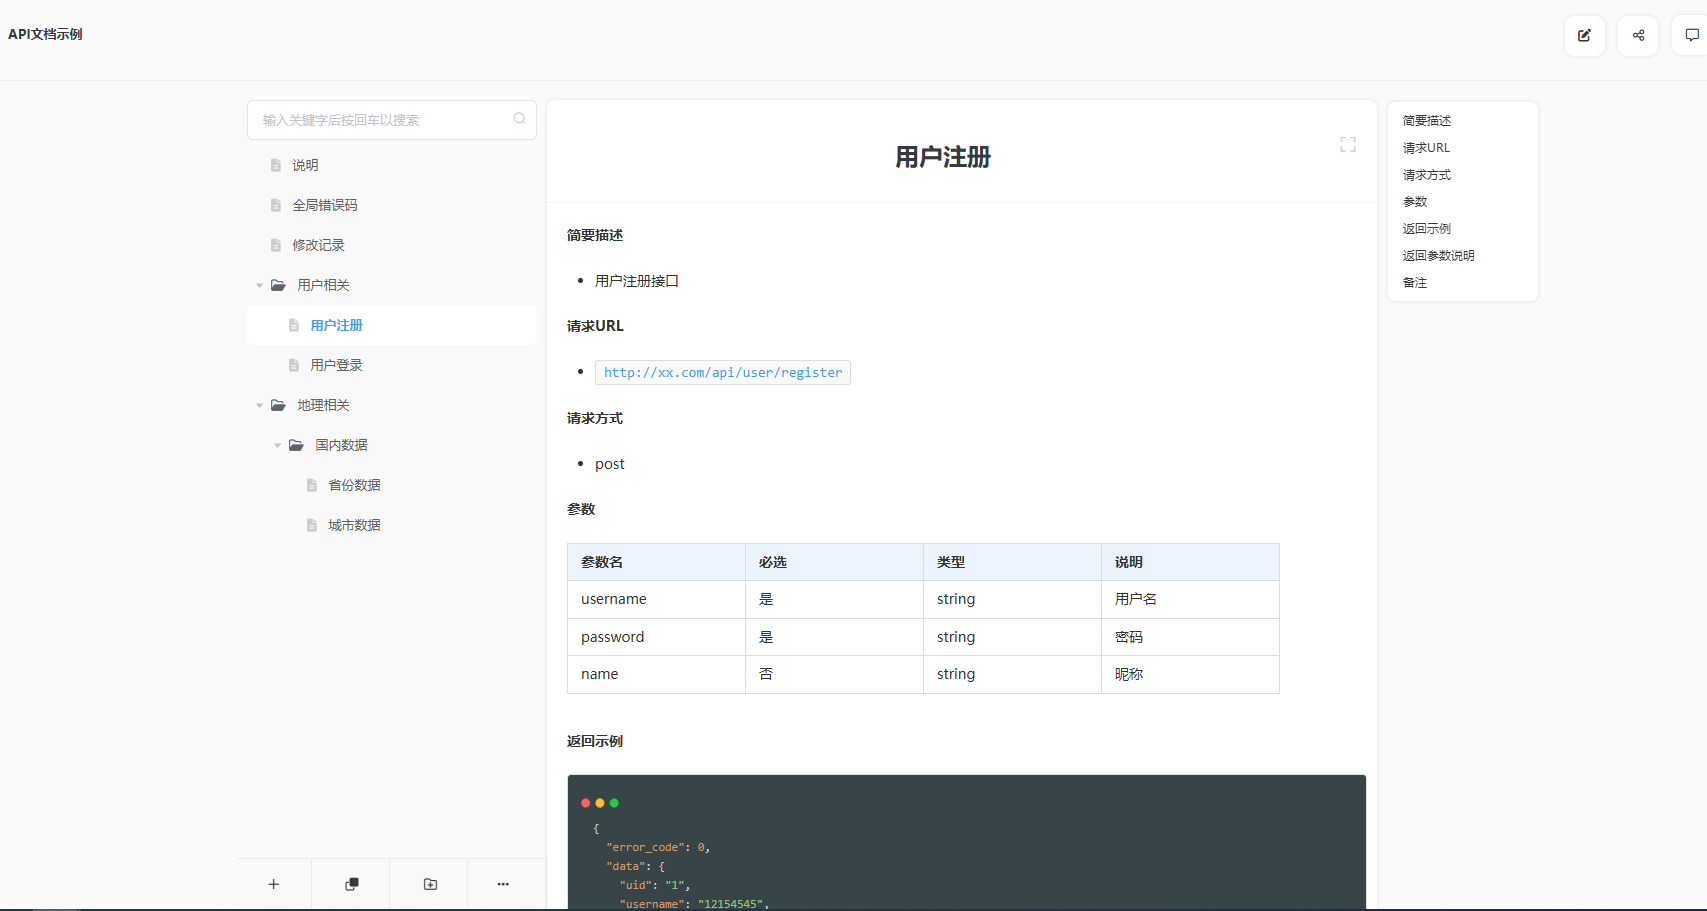 API文档示例
输入关键字后按回车以搜索
说明
全局错误码
修改记录
用户相关
用户注册
用户登录
地理相关
国内数据
省份数据
城市数据
用户注册
简要描述
用户注册接口
请求URL
http://xx.com/api/user/register
请求方式
post
参数
参数名 必选 类型 说明
username 是 string 用户名
password 是 string 密码
name 否 string 昵称
返回示例
{
"error_code": 0,
"data": {
"uid": "1",
"username": "12154545",
简要描述
请求URL
请求方式
参数
返回示例
返回参数说明
备注